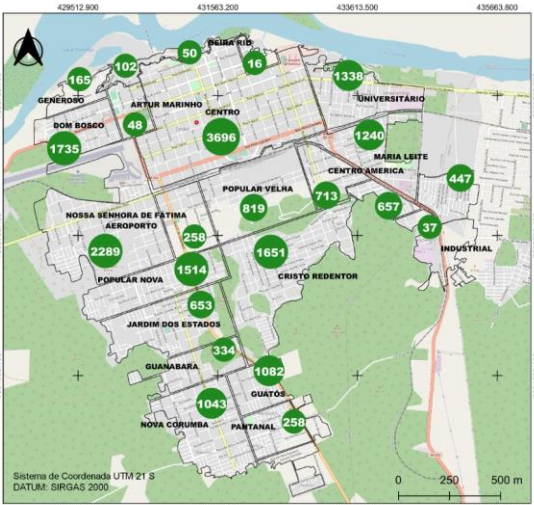 429512.900 431563.200 433613.500 435663.800
BEIRA RIO
50
102
16
165
1338
GENEROSO
ARTUR MARINHO
UNIVERSITÁRIO
CENTRO
DOM BOSCO
48
3696
1240
1735
MARIA LEITE
CENTRO AMERICA
447
POPULAR VELHA
713
819
657
NOSSA SENHORA DE FÁTIMA
AEROPORTO
37
258
2289
1651
INDUSTRIAL
1514
CRISTO REDENTOR
POPULAR NOVA
653
JARDIM DOS ESTADOS
334
GUANABARA
1082
GUATÓS
1043
NOVA CORUMBA
PANTANAL
258
Sistema de Coordenada UTM 21 S
DATUM: SIRGAS 2000
0 250 500 m